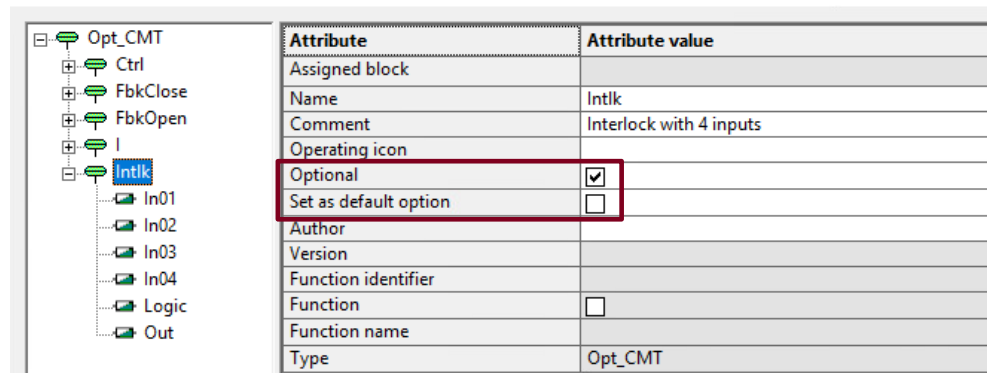 Opt_CMT
Ctrl
FbkClose
FbkOpen
I
Intlk
In01
In02
In03
In04
Logic
Out
Attribute Attribute value
Assigned block
Name Intlk
Comment Interlock with 4 inputs
Operating icon
Optional
Set as default option
Author
Version
Function identifier
Function
Function name
Type Opt_CMT